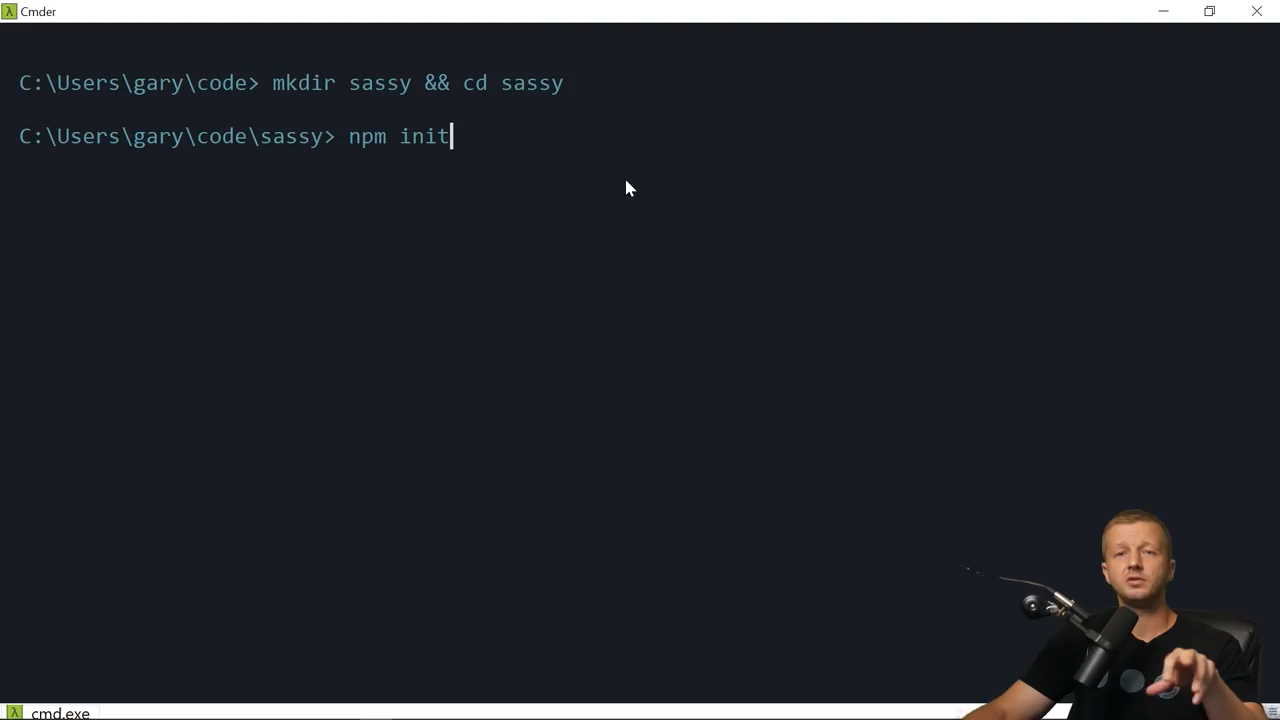 λ Cmder
C:\Users\gary\code> mkdir sassy && cd sassy
C:\Users\gary\code\sassy> npm init
λ cmd.exe